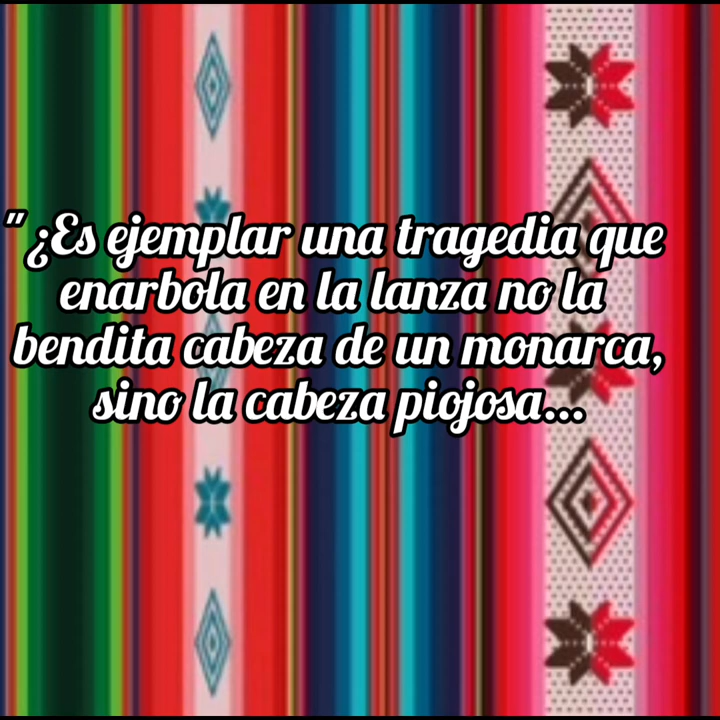 "¿Es ejemplar una tragedia que
enarbola en la lanza no la
bendita cabeza de un monarca,
sino la cabeza piojosa...